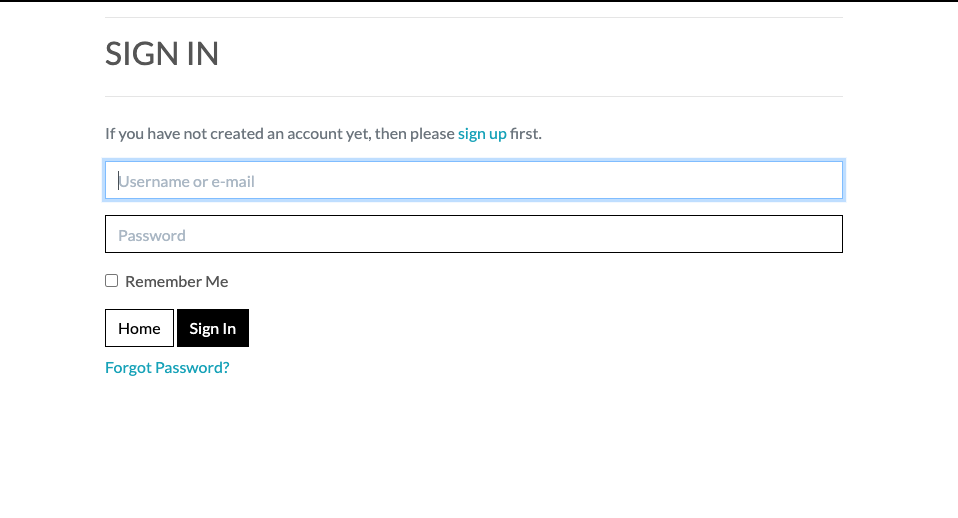 SIGN IN
If you have not created an account yet, then please sign up first.
Username or e-mail
Password
Remember Me
Home Sign In
Forgot Password?